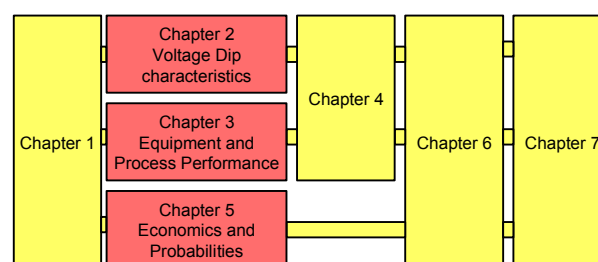 Chapter 1
Chapter 2
Voltage Dip
characteristics
Chapter 3
Equipment and
Process Performance
Chapter 5
Economics and
Probabilities
Chapter 4
Chapter 6
Chapter 7